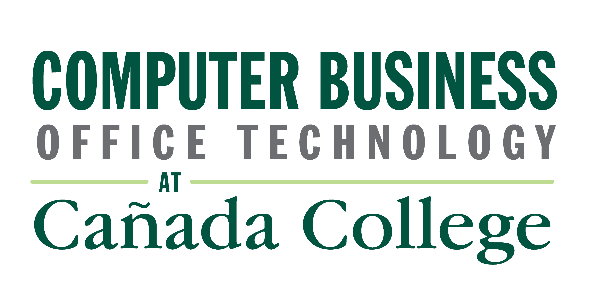 COMPUTER BUSINESS
OFFICE TECHNOLOGY
AT
Cañada College